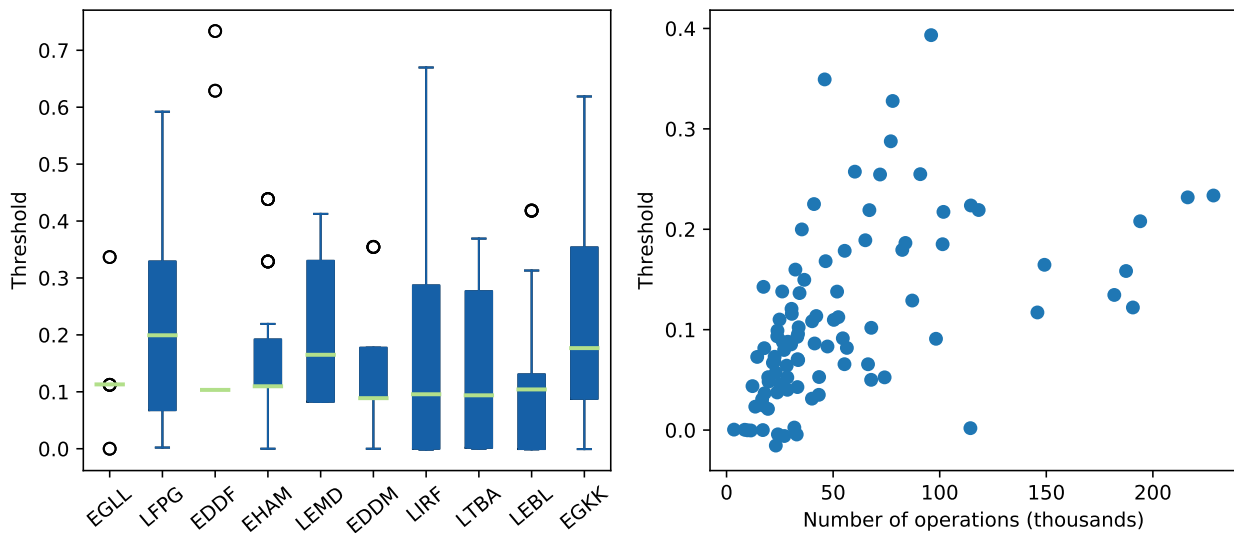 0.7
0.6
0.5
0.4
0.3
0.2
0.1
0.0
Threshold
EGLL
LFPG
EDDF
EHAM
LEMD
EDDM
LIRF
LTBA
LEBL
EGKK
0.4
0.3
0.2
0.1
0.0
Threshold
0
50
100
150
200
Number of operations (thousands)